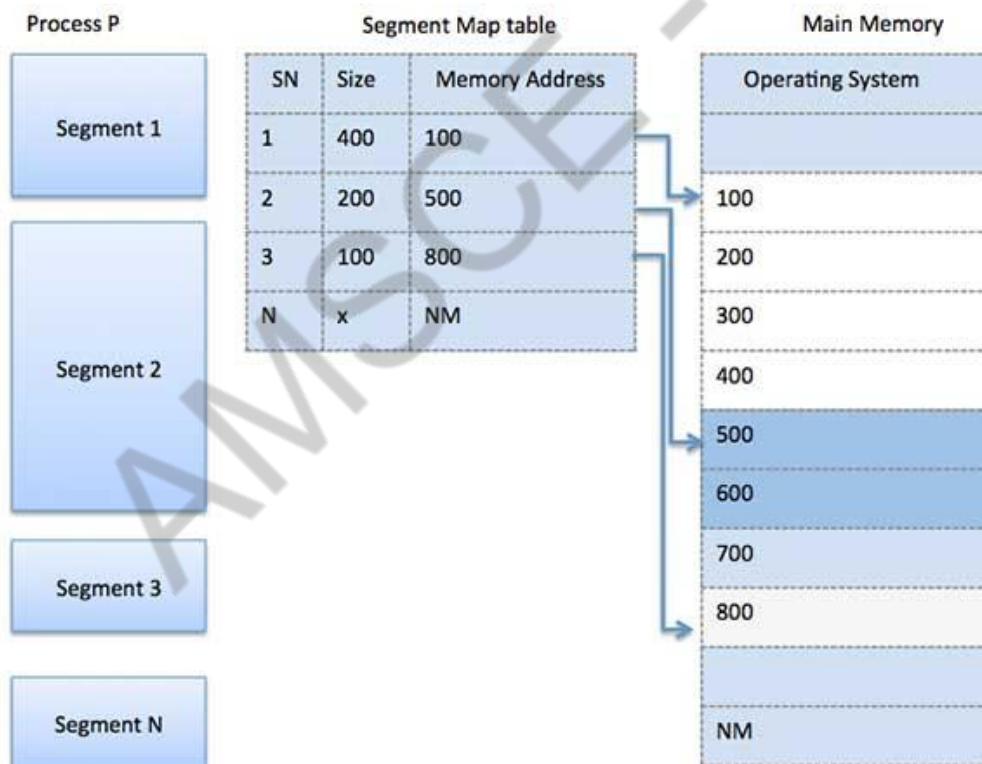 Process P
Segment 1
Segment 2
Segment 3
Segment N
Segment Map table
SN Size Memory Address
1 400 100
2 200 500
3 100 800
N x NM
Main Memory
Operating System
100
200
300
400
500
600
700
800
NM
AMSCE -